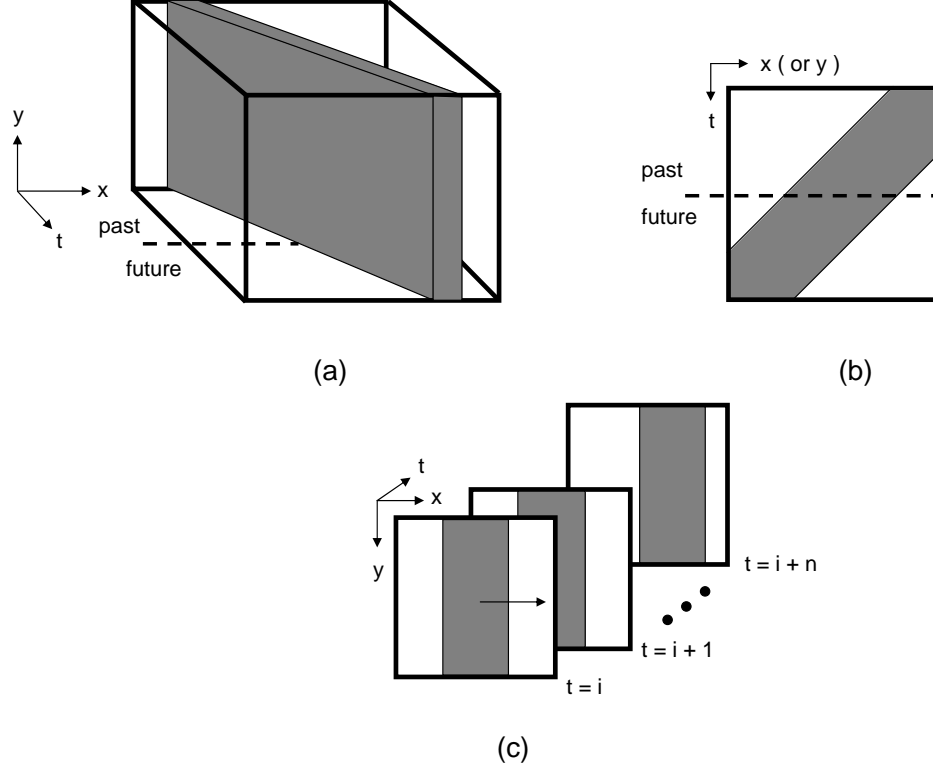 y
x
t
past
future
(a)
x ( or y )
t
past
future
(b)
t
x
y
t = i
t = i + 1
t = i + n
(c)